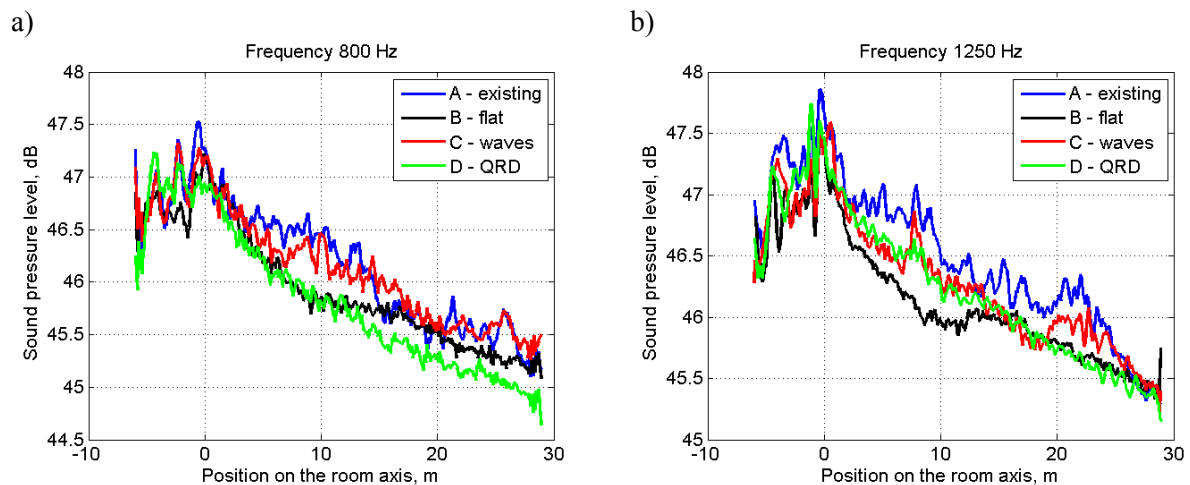 a)
Frequency 800 Hz
48
47.5
47
46.5
46
45.5
45
44.5
-10
0
10
20
30
Sound pressure level, dB
Position on the room axis, m
A - existing
B - flat
C - waves
D - QRD
b)
Frequency 1250 Hz
48
47.5
47
46.5
46
45.5
45
-10
0
10
20
30
Sound pressure level, dB
Position on the room axis, m
A - existing
B - flat
C - waves
D - QRD